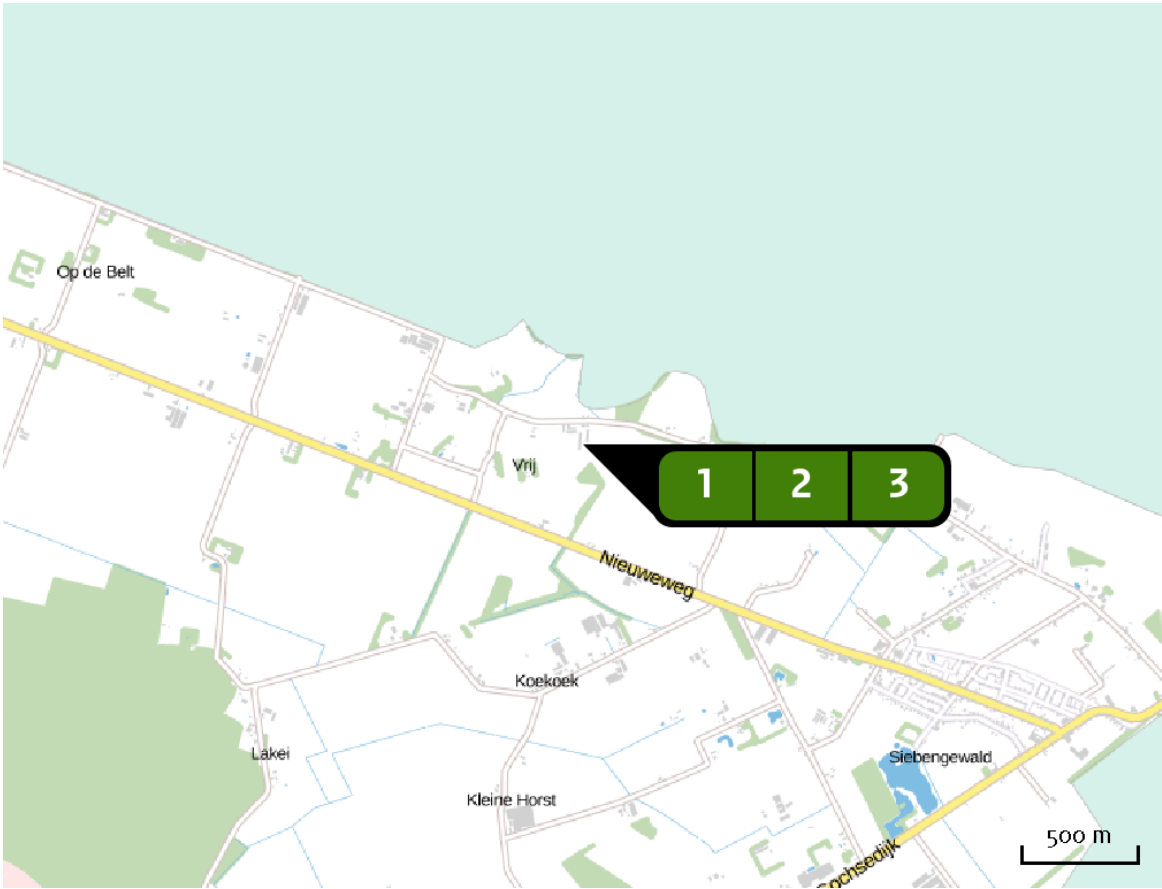 Op de Belt
Vrij
1 2 3
Nieuweweg
Koekoek
Lakei
Siebengewald
Kleine Horst
500 m